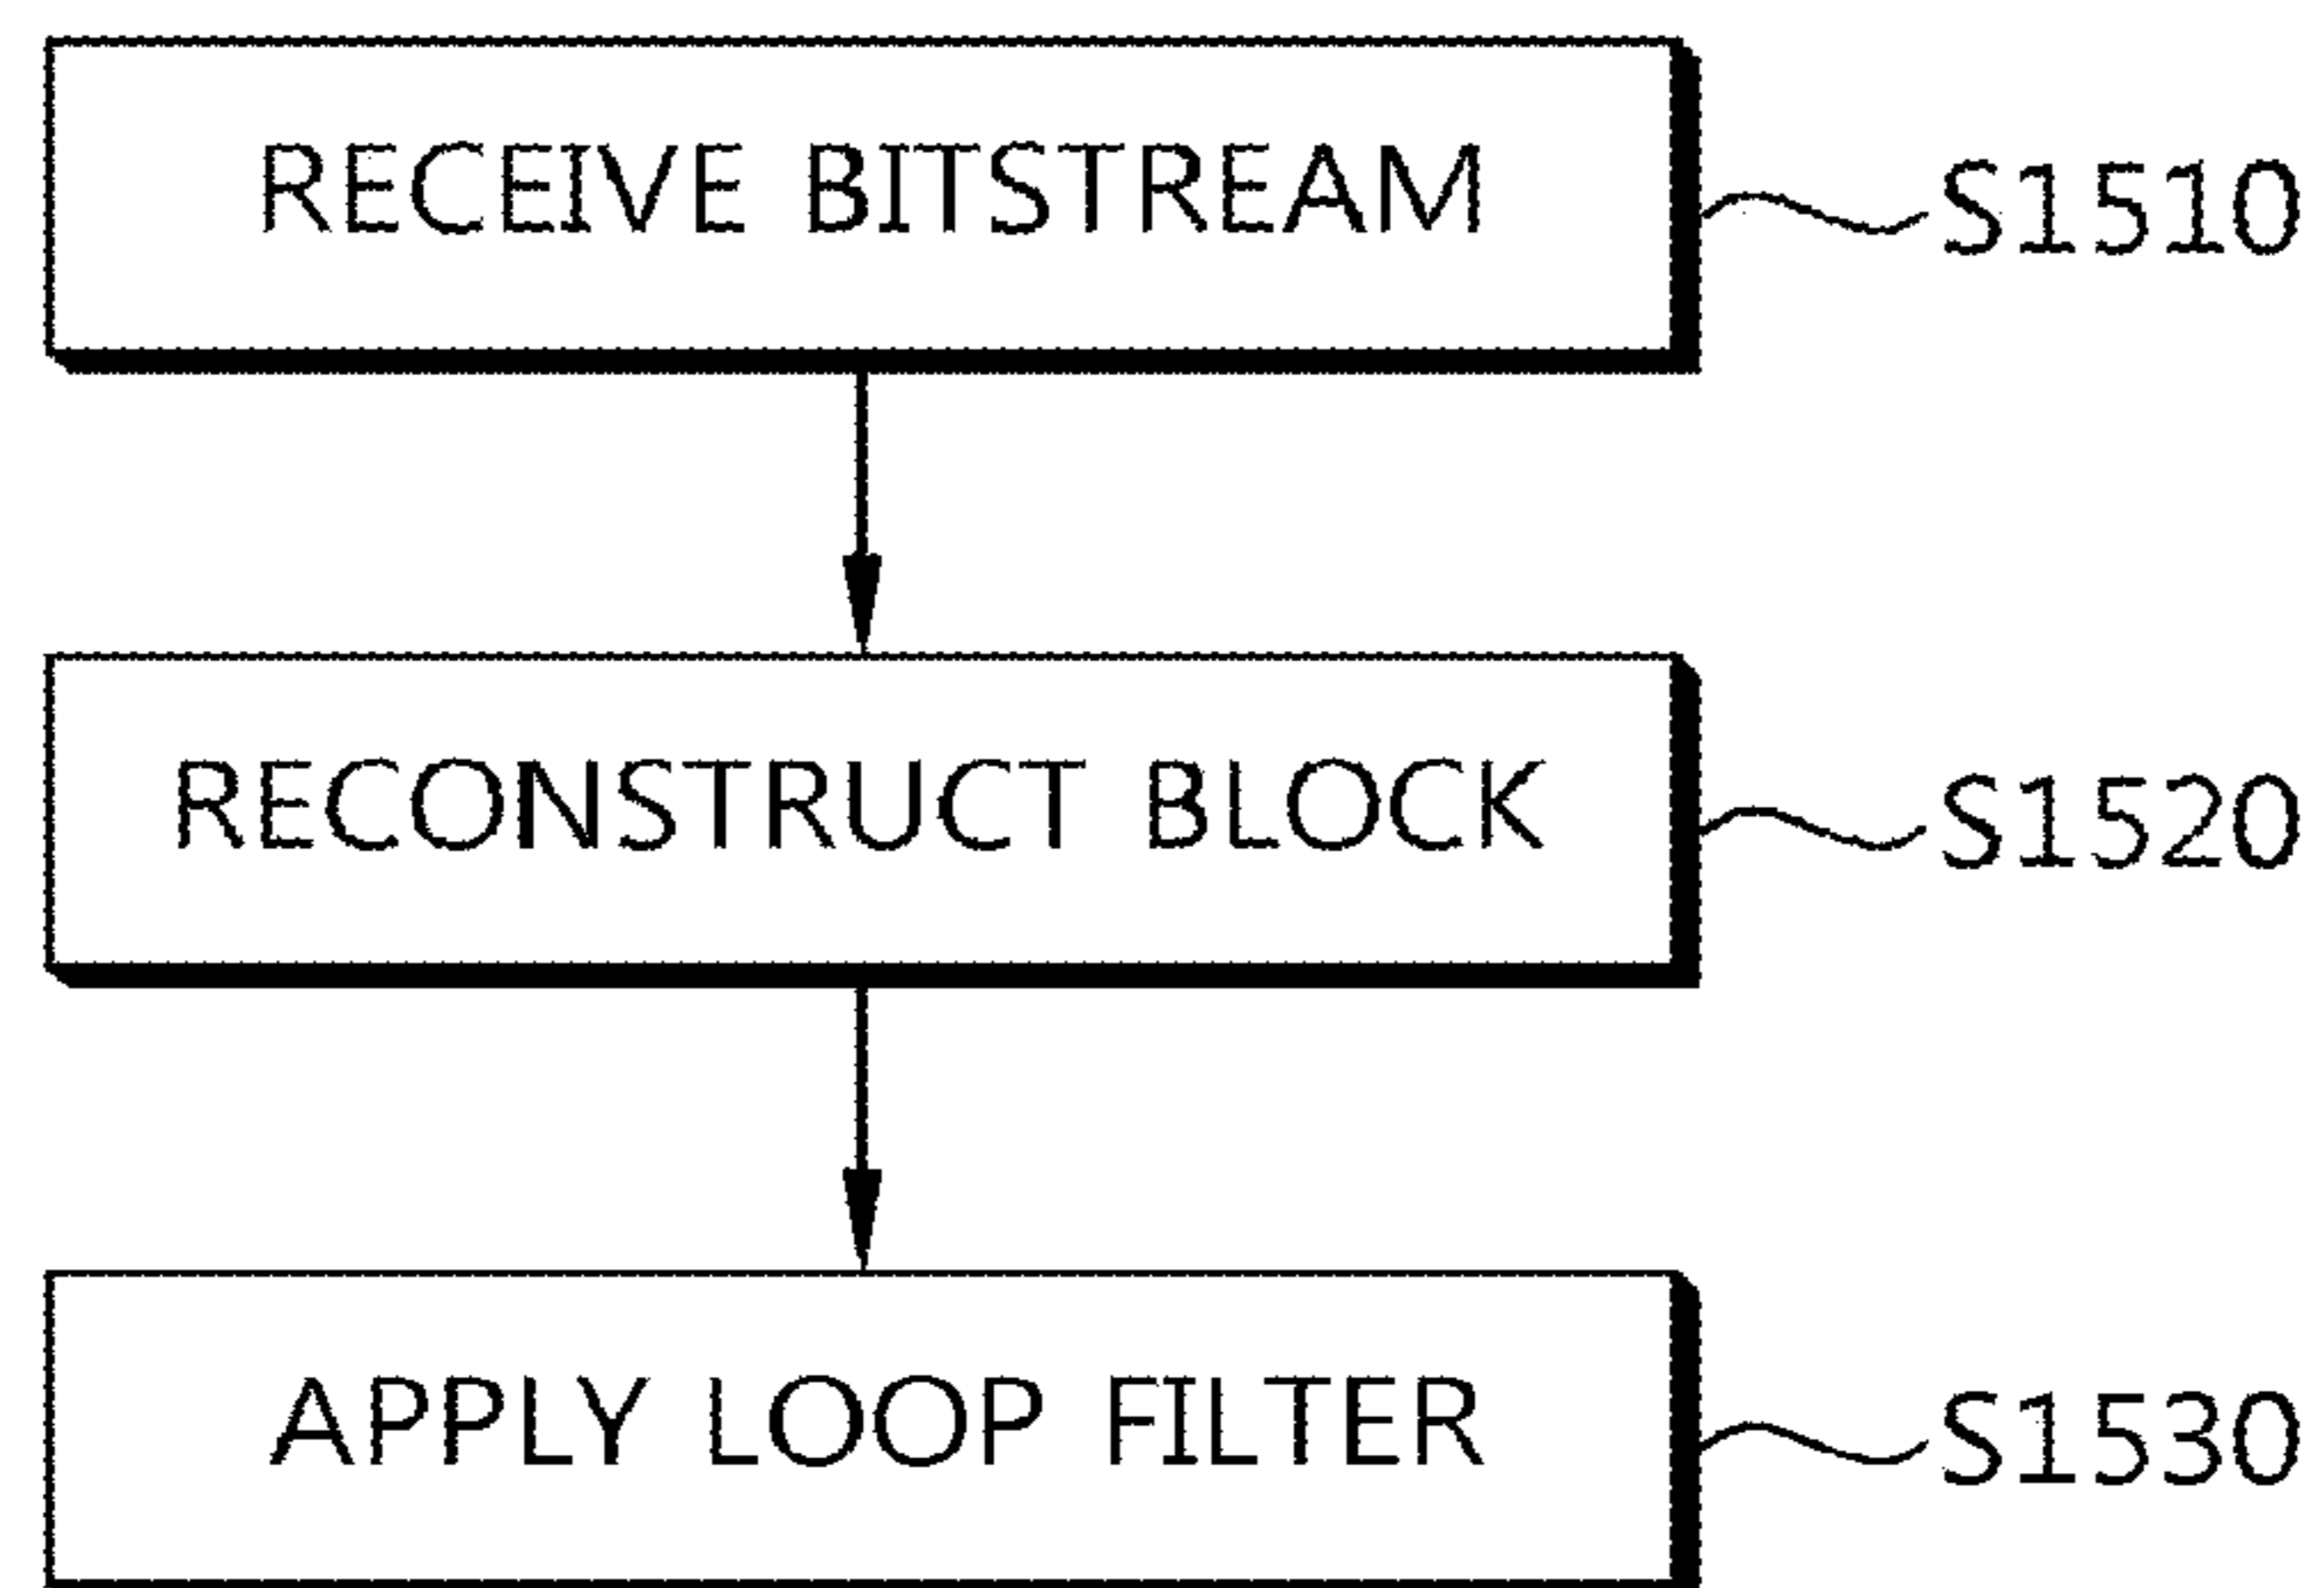 RECEIVE BITSTREAM
S1510
RECONSTRUCT BLOCK
S1520
APPLY LOOP FILTER
S1530